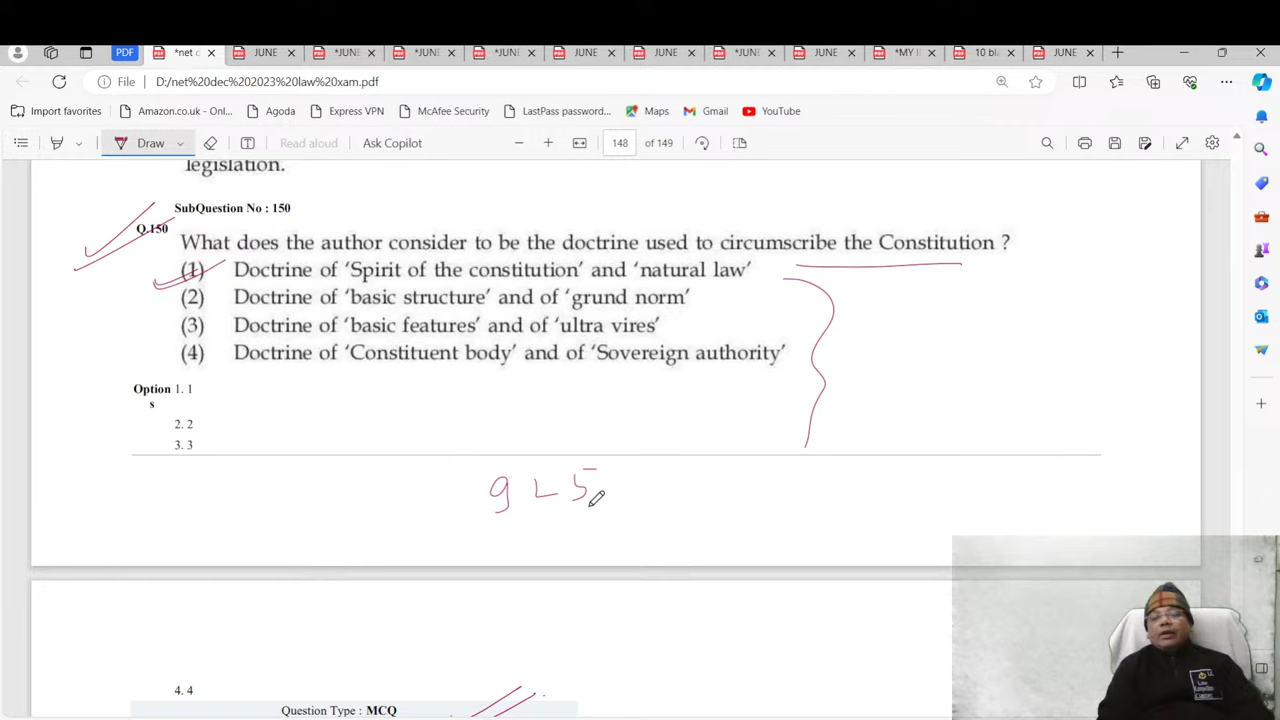 *net d
JUNE
*JUNE
*JUNE
*JUNE
JUNE
JUNE
*JUNE
JUNE
*MY I
10 bl
JUNE
PDF
File D:/net%20dec%202023%20law%20xam.pdf
Import favorites Amazon.co.uk - Onl... Agoda Express VPN McAfee Security LastPass password... Maps Gmail YouTube
Draw Read aloud Ask Copilot 148 of 149
legislation.
SubQuestion No : 150
Q.150
What does the author consider to be the doctrine used to circumscribe the Constitution ?
(1) Doctrine of 'Spirit of the constitution' and 'natural law'
(2) Doctrine of 'basic structure' and of 'grund norm'
(3) Doctrine of 'basic features' and of 'ultra vires'
(4) Doctrine of 'Constituent body' and of 'Sovereign authority'
Option 1. 1
s
2. 2
3. 3
9 L 5
4. 4
Question Type : MCQ